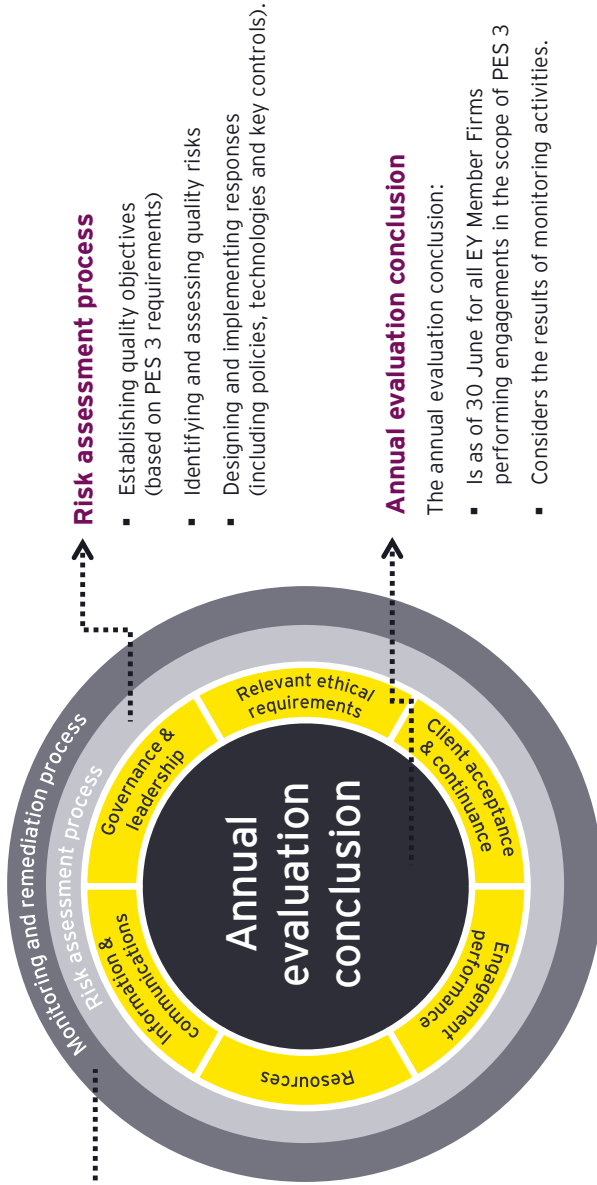 Monitoring and remediation process
Risk assessment process
Governance &
leadership
Relevant ethical
requirements
Client acceptance
& continuance
Engagement
performance
Resources
Information &
communications
Annual
evaluation
conclusion
Risk assessment process
▪ Establishing quality objectives
(based on PES 3 requirements)
▪ Identifying and assessing quality risks
▪ Designing and implementing responses
(including policies, technologies and key controls).
Annual evaluation conclusion
The annual evaluation conclusion:
▪ Is as of 30 June for all EY Member Firms
performing engagements in the scope of PES 3
▪ Considers the results of monitoring activities.